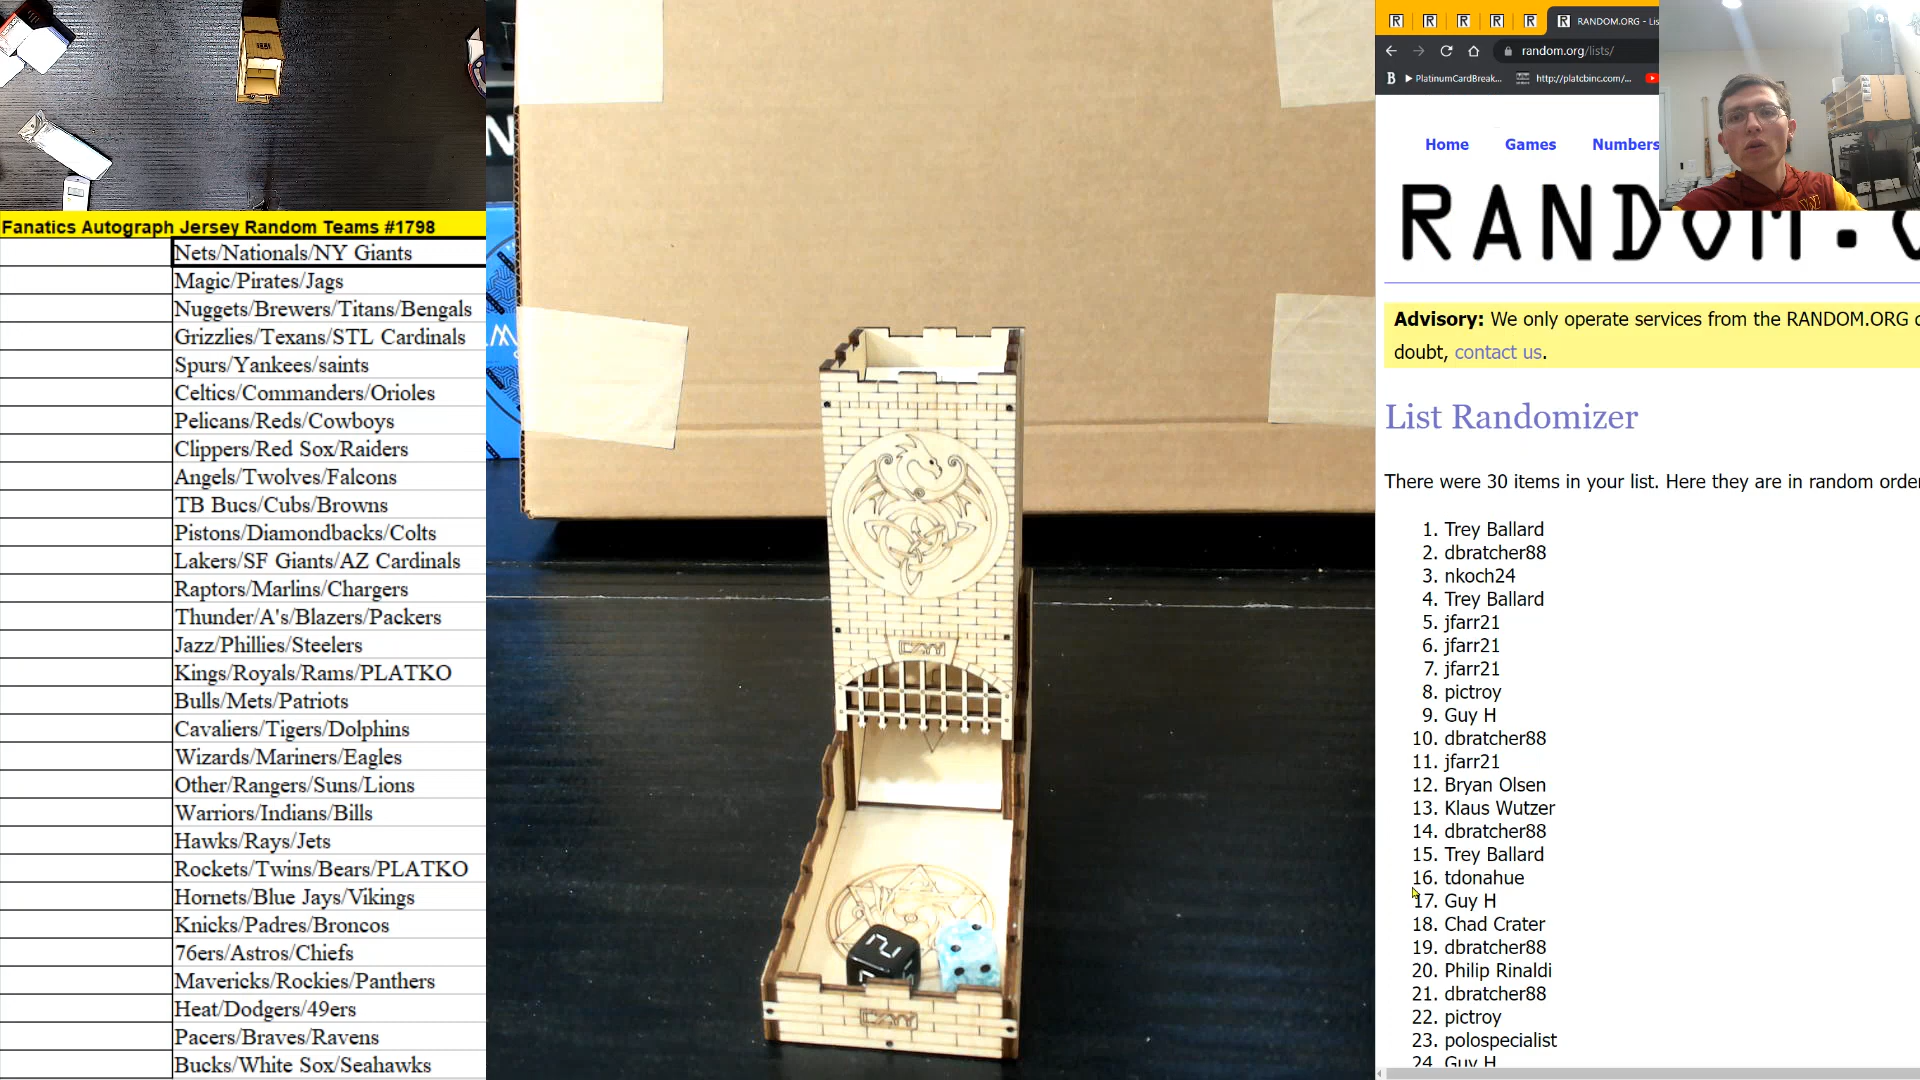 Fanatics Autograph Jersey Random Teams #1798
Nets/Nationals/NY Giants
Magic/Pirates/Jags
Nuggets/Brewers/Titans/Bengals
Grizzlies/Texans/STL Cardinals
Spurs/Yankees/saints
Celtics/Commanders/Orioles
Pelicans/Reds/Cowboys
Clippers/Red Sox/Raiders
Angels/Twolves/Falcons
TB Bucs/Cubs/Browns
Pistons/Diamondbacks/Colts
Lakers/SF Giants/AZ Cardinals
Raptors/Marlins/Chargers
Thunder/A's/Blazers/Packers
Jazz/Phillies/Steelers
Kings/Royals/Rams/PLATKO
Bulls/Mets/Patriots
Cavaliers/Tigers/Dolphins
Wizards/Mariners/Eagles
Other/Rangers/Suns/Lions
Warriors/Indians/Bills
Hawks/Rays/Jets
Rockets/Twins/Bears/PLATKO
Hornets/Blue Jays/Vikings
Knicks/Padres/Broncos
76ers/Astros/Chiefs
Mavericks/Rockies/Panthers
Heat/Dodgers/49ers
Pacers/Braves/Ravens
Bucks/White Sox/Seahawks
2
R R R R R R RANDOM.ORG - Lis
random.org/lists/
B PlatinumCardBreak... http://platcbinc.com/...
Home Games Numbers
RANDOM.O
Advisory: We only operate services from the RANDOM.ORG
doubt, contact us.
List Randomizer
There were 30 items in your list. Here they are in random order
1. Trey Ballard
2. dbratcher88
3. nkoch24
4. Trey Ballard
5. jfarr21
6. jfarr21
7. jfarr21
8. pictroy
9. Guy H
10. dbratcher88
11. jfarr21
12. Bryan Olsen
13. Klaus Wutzer
14. dbratcher88
15. Trey Ballard
16. tdonahue
17. Guy H
18. Chad Crater
19. dbratcher88
20. Philip Rinaldi
21. dbratcher88
22. pictroy
23. polospecialist
24. Guy H